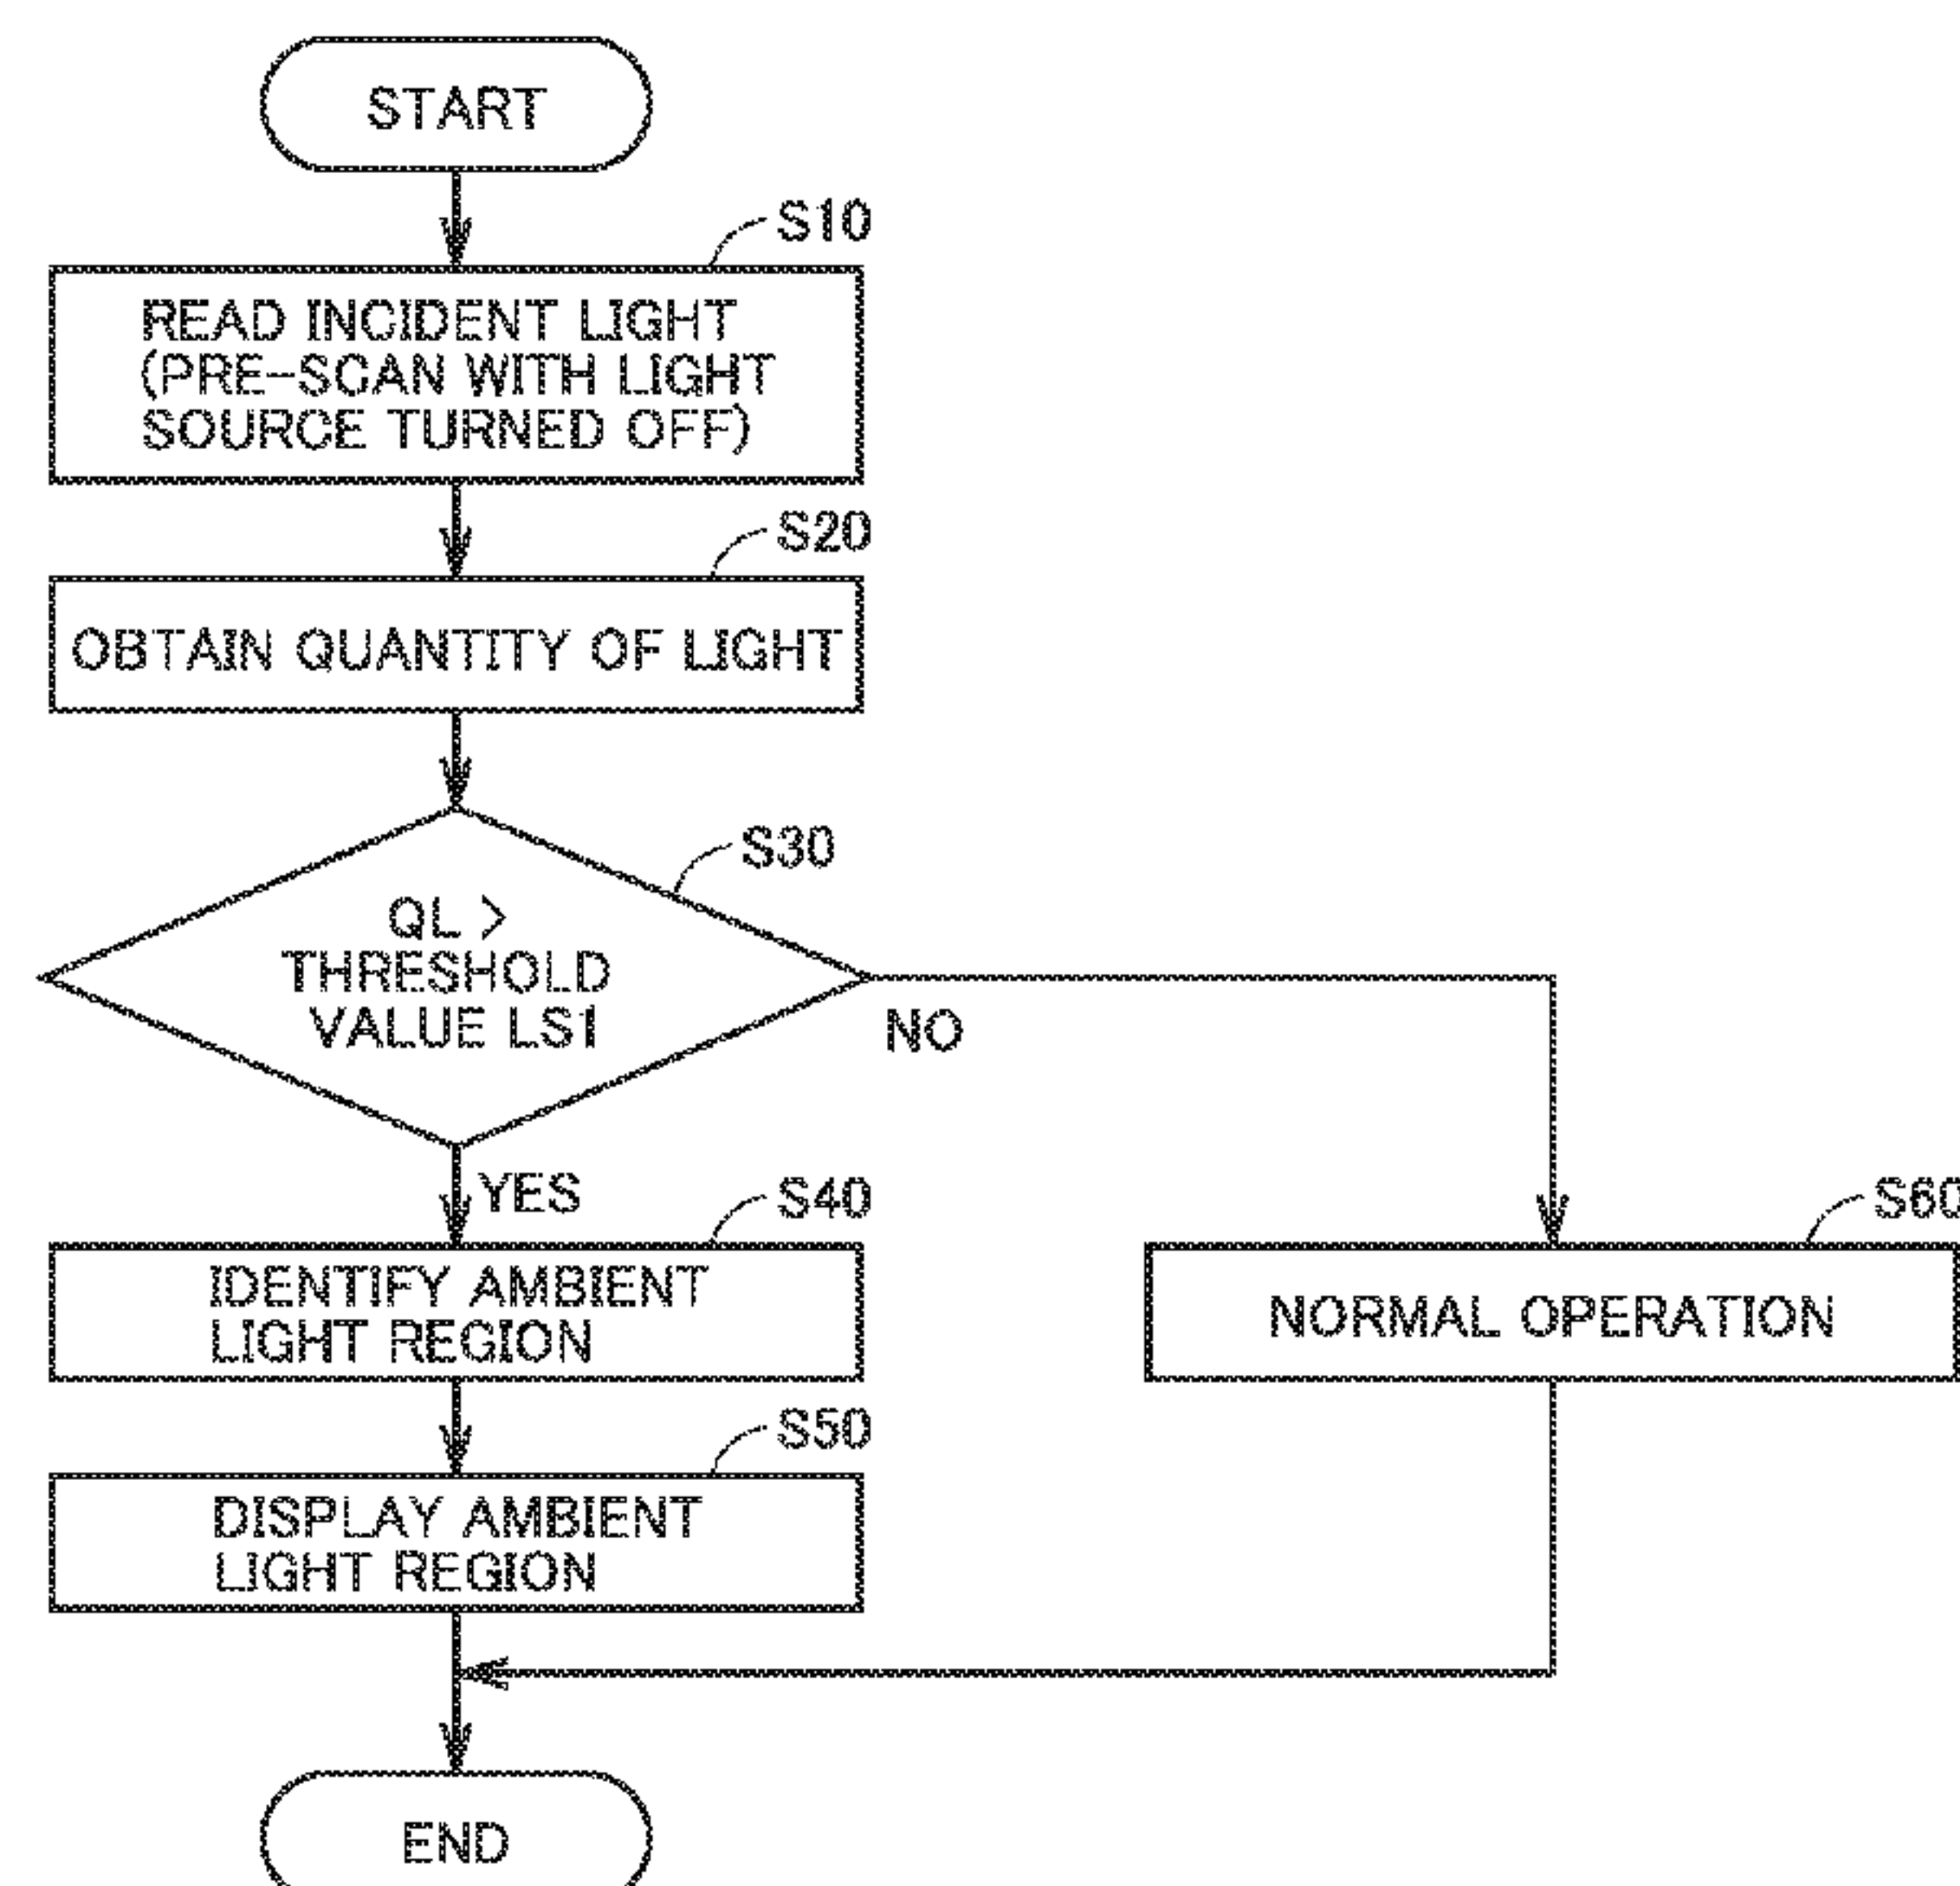 START
S10
READ INCIDENT LIGHT
(PRE-SCAN WITH LIGHT
SOURCE TURNED OFF)
S20
OBTAIN QUANTITY OF LIGHT
S30
QL >
THRESHOLD
VALUE LS1
NO
YES
S40
IDENTIFY AMBIENT
LIGHT REGION
S60
NORMAL OPERATION
S50
DISPLAY AMBIENT
LIGHT REGION
END